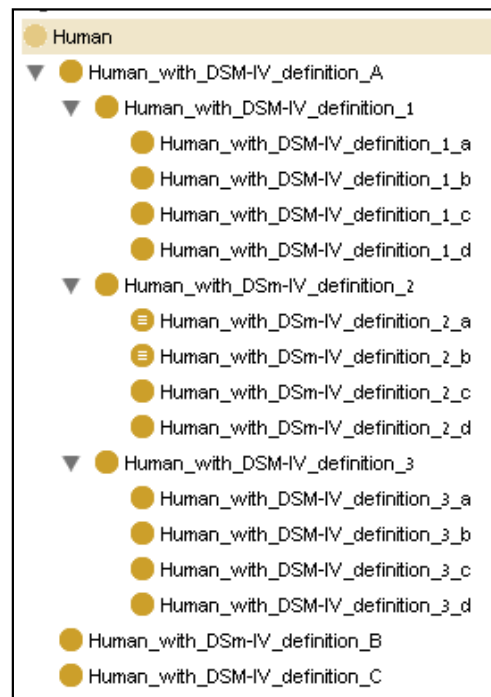 Human
Human_with_DSM-IV_definition_A
Human_with_DSM-IV_definition_1
Human_with_DSM-IV_definition_1_a
Human_with_DSM-IV_definition_1_b
Human_with_DSM-IV_definition_1_c
Human_with_DSM-IV_definition_1_d
Human_with_DSm-IV_definition_2
Human_with_DSm-IV_definition_2_a
Human_with_DSm-IV_definition_2_b
Human_with_DSm-IV_definition_2_c
Human_with_DSm-IV_definition_2_d
Human_with_DSM-IV_definition_3
Human_with_DSM-IV_definition_3_a
Human_with_DSM-IV_definition_3_b
Human_with_DSM-IV_definition_3_c
Human_with_DSM-IV_definition_3_d
Human_with_DSm-IV_definition_B
Human_with_DSM-IV_definition_C